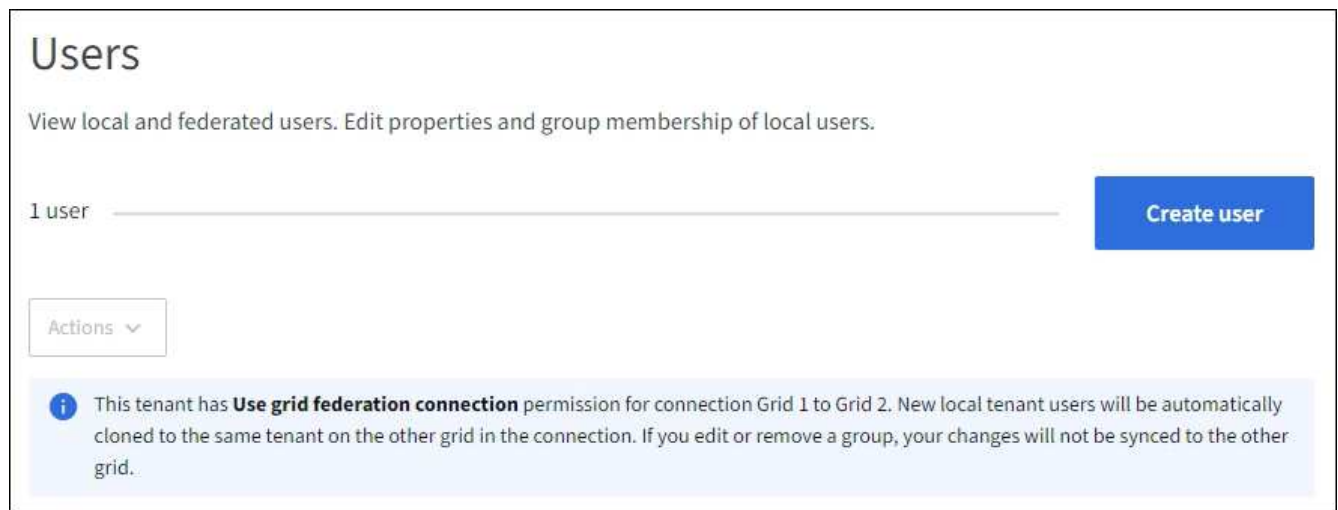 Users
View local and federated users. Edit properties and group membership of local users.
1 user
Create user
Actions
This tenant has Use grid federation connection permission for connection Grid 1 to Grid 2. New local tenant users will be automatically
cloned to the same tenant on the other grid in the connection. If you edit or remove a group, your changes will not be synced to the other
grid.